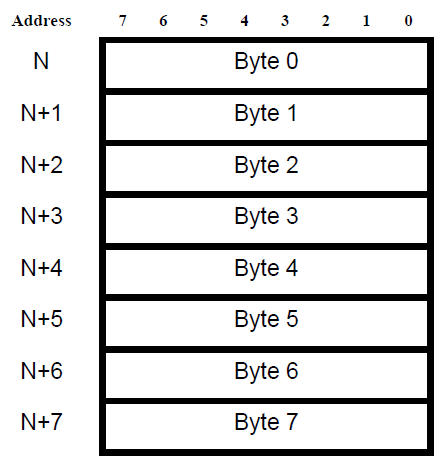 Address 7 6 5 4 3 2 1 0
N Byte 0
N+1 Byte 1
N+2 Byte 2
N+3 Byte 3
N+4 Byte 4
N+5 Byte 5
N+6 Byte 6
N+7 Byte 7